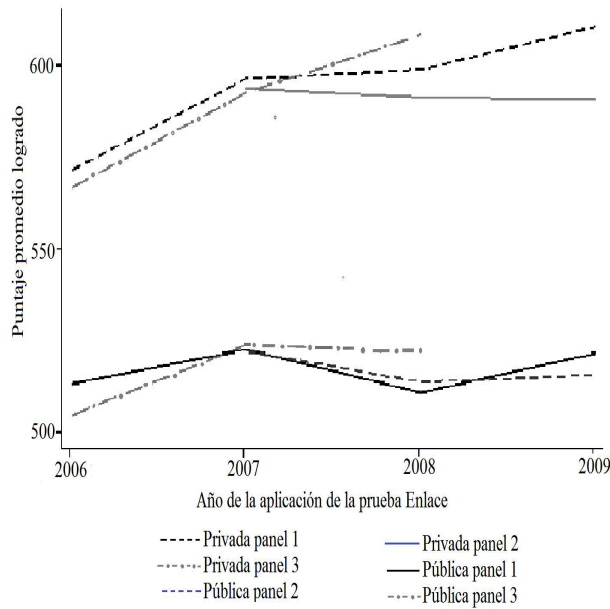 600
550
500
Puntaje promedio logrado
2006 2007 2008 2009
Año de la aplicación de la prueba Enlace
Privada panel 1 Privada panel 2
Privada panel 3 Pública panel 1
Pública panel 2 Pública panel 3